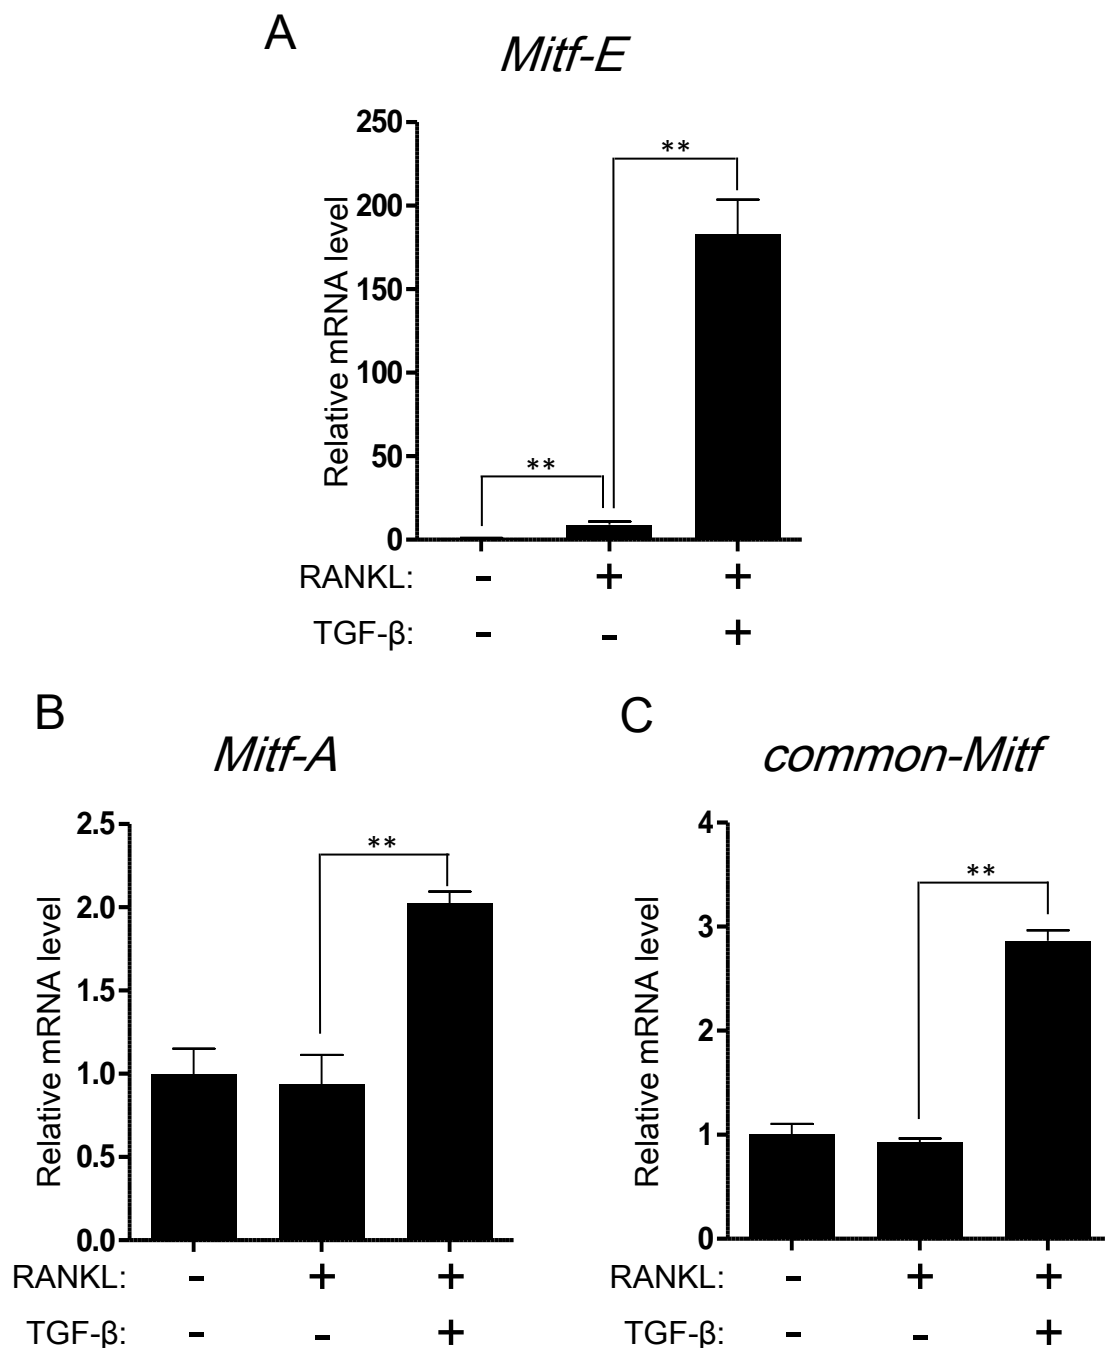 A
Mitf-E
Relative mRNA level
250
200
150
100
50
0
**
**
RANKL: - + +
TGF-β: - - +
B
Mitf-A
Relative mRNA level
2.5
2.0
1.5
1.0
0.5
0.0
**
RANKL: - + +
TGF-β: - - +
C
common-Mitf
Relative mRNA level
4
3
2
1
0
**
RANKL: - + +
TGF-β: - - +